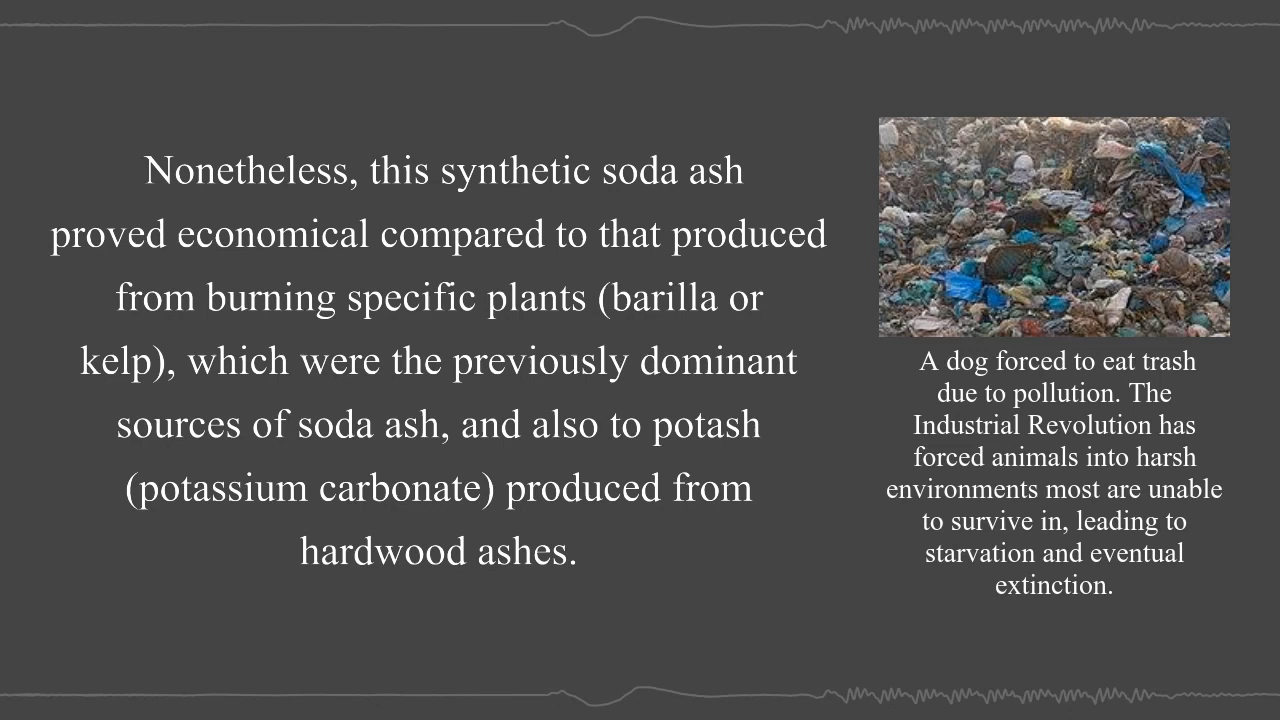 Nonetheless, this synthetic soda ash
proved economical compared to that produced
from burning specific plants (barilla or
kelp), which were the previously dominant
sources of soda ash, and also to potash
(potassium carbonate) produced from
hardwood ashes.
A dog forced to eat trash
due to pollution. The
Industrial Revolution has
forced animals into harsh
environments most are unable
to survive in, leading to
starvation and eventual
extinction.